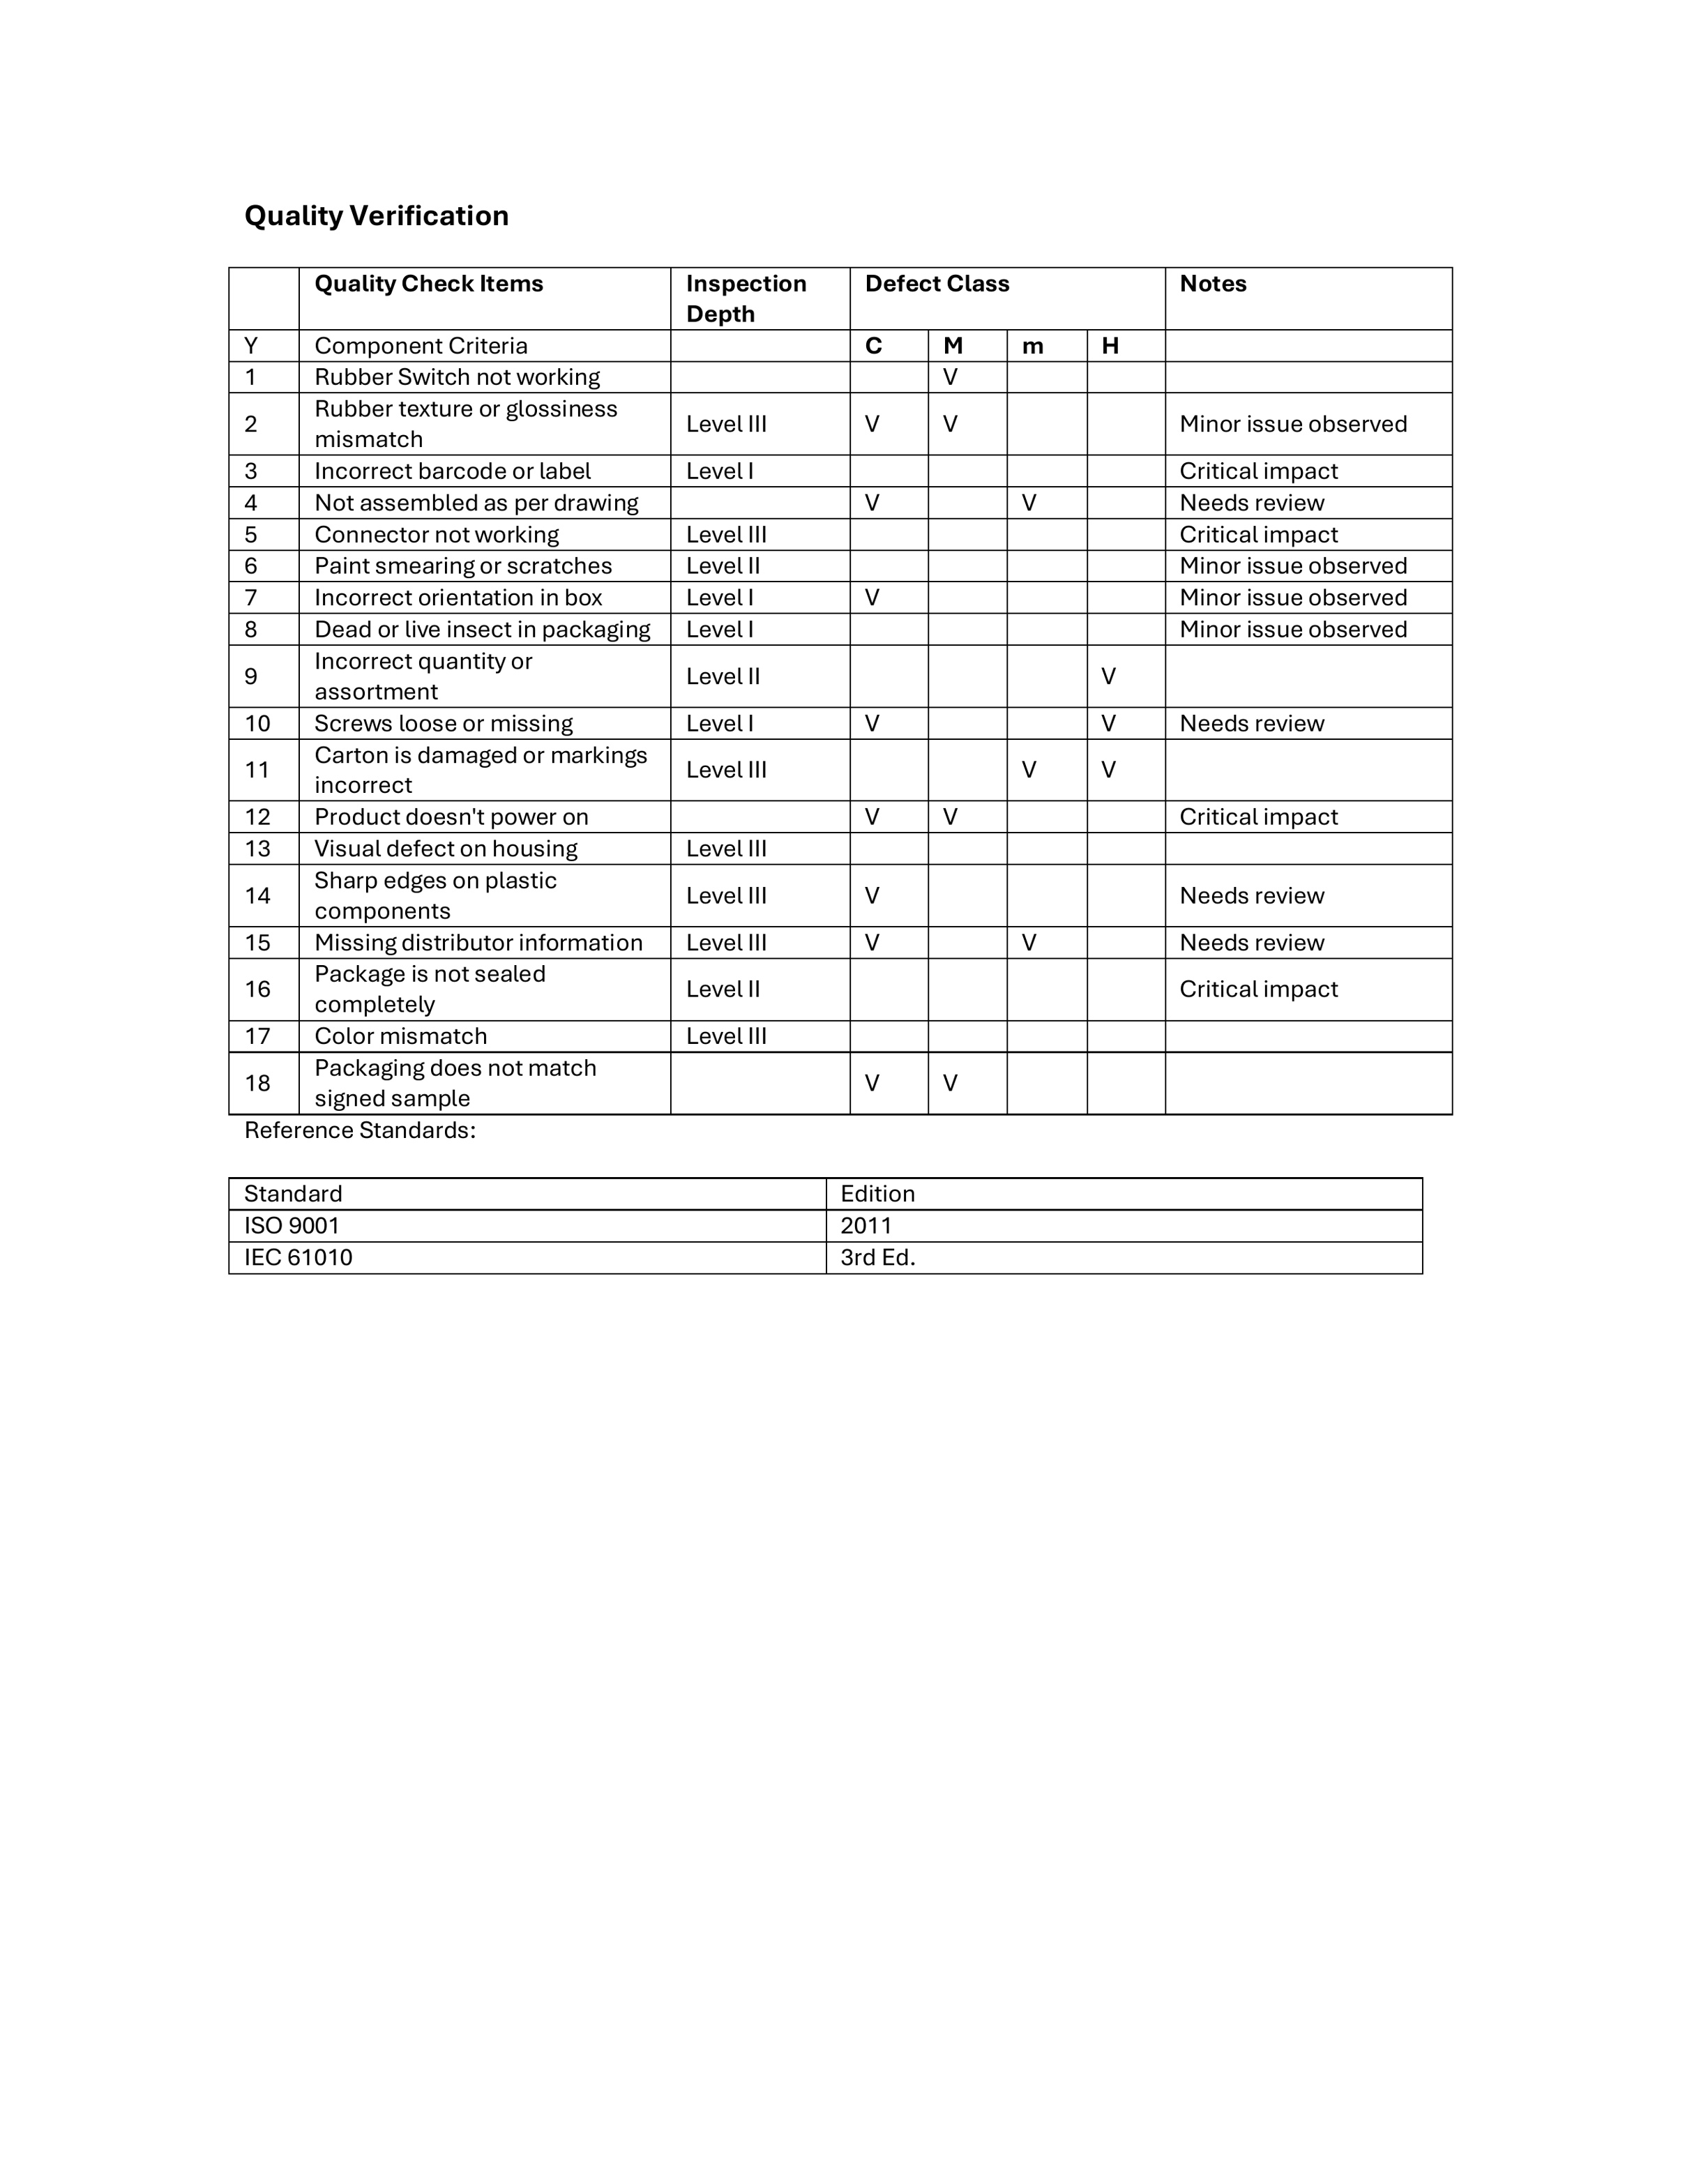 Quality Verification
Quality Check Items Inspection Depth Defect Class Notes
Y Component Criteria C M m H
1 Rubber Switch not working V
2 Rubber texture or glossiness mismatch Level III V V Minor issue observed
3 Incorrect barcode or label Level I Critical impact
4 Not assembled as per drawing V V Needs review
5 Connector not working Level III Critical impact
6 Paint smearing or scratches Level II Minor issue observed
7 Incorrect orientation in box Level I V Minor issue observed
8 Dead or live insect in packaging Level I Minor issue observed
9 Incorrect quantity or assortment Level II V
10 Screws loose or missing Level I V V Needs review
11 Carton is damaged or markings incorrect Level III V V
12 Product doesn't power on V V Critical impact
13 Visual defect on housing Level III
14 Sharp edges on plastic components Level III V Needs review
15 Missing distributor information Level III V V Needs review
16 Package is not sealed completely Level II Critical impact
17 Color mismatch Level III
18 Packaging does not match signed sample V V
Reference Standards:
Standard Edition
ISO 9001 2011
IEC 61010 3rd Ed.